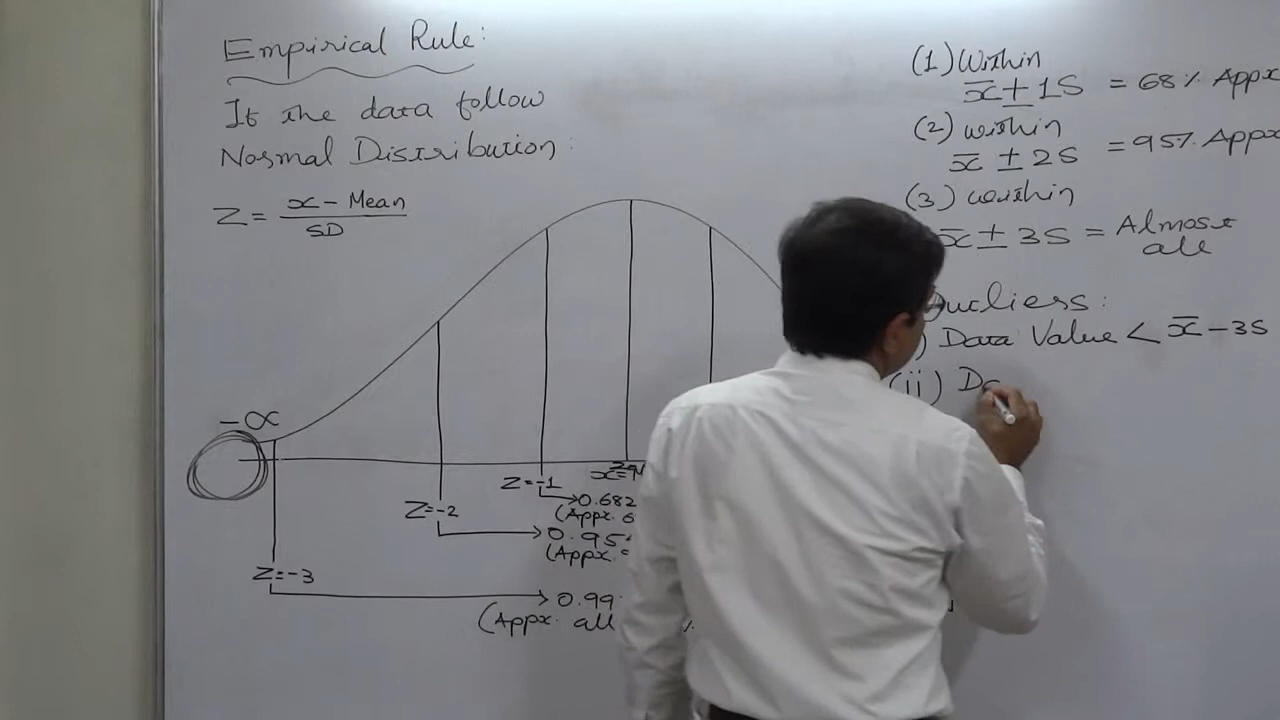 Empirical Rule:
If the data follow
Normal Distribution:
Z = x - Mean
SD
-∝
Z=-3
Z=-2
Z=-1
0.682
(Appx. 6
0.95
(Appx.
0.99
(Appx. all
%
(1) Within
x̄ ± 1S = 68% Appx
(2) within
x̄ ± 2S = 95% Appx
(3) within
x̄ ± 3S = Almost
all
Outliess:
) Data Value < x̄ - 3S
(ii) Da